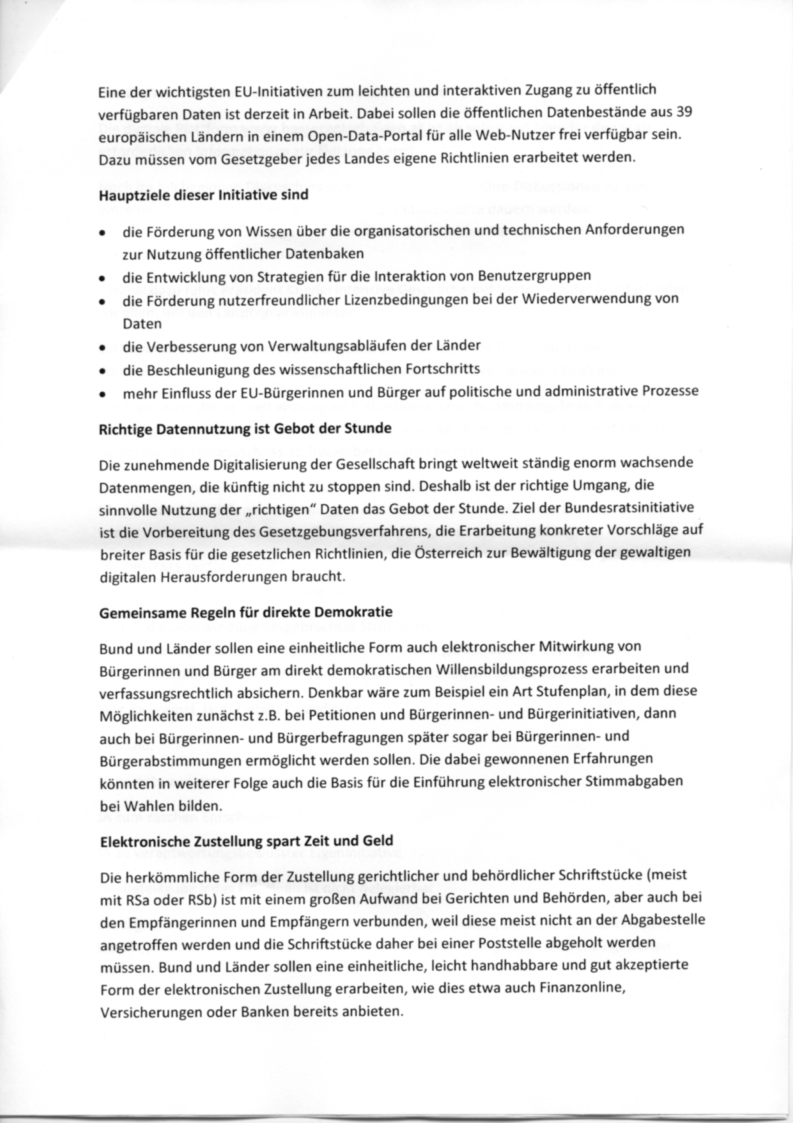 Eine der wichtigsten EU-Initiativen zum leichten und interaktiven Zugang zu öffentlich
verfügbaren Daten ist derzeit in Arbeit. Dabei sollen die öffentlichen Datenbestände aus 39
europäischen Ländern in einem Open-Data-Portal für alle Web-Nutzer frei verfügbar sein.
Dazu müssen vom Gesetzgeber jedes Landes eigene Richtlinien erarbeitet werden.
Hauptziele dieser Initiative sind
• die Förderung von Wissen über die organisatorischen und technischen Anforderungen
zur Nutzung öffentlicher Datenbaken
• die Entwicklung von Strategien für die Interaktion von Benutzergruppen
• die Förderung nutzerfreundlicher Lizenzbedingungen bei der Wiederverwendung von
Daten
• die Verbesserung von Verwaltungsabläufen der Länder
• die Beschleunigung des wissenschaftlichen Fortschritts
• mehr Einfluss der EU-Bürgerinnen und Bürger auf politische und administrative Prozesse
Richtige Datennutzung ist Gebot der Stunde
Die zunehmende Digitalisierung der Gesellschaft bringt weltweit ständig enorm wachsende
Datenmengen, die künftig nicht zu stoppen sind. Deshalb ist der richtige Umgang, die
sinnvolle Nutzung der „richtigen" Daten das Gebot der Stunde. Ziel der Bundesratsinitiative
ist die Vorbereitung des Gesetzgebungsverfahrens, die Erarbeitung konkreter Vorschläge auf
breiter Basis für die gesetzlichen Richtlinien, die Österreich zur Bewältigung der gewaltigen
digitalen Herausforderungen braucht.
Gemeinsame Regeln für direkte Demokratie
Bund und Länder sollen eine einheitliche Form auch elektronischer Mitwirkung von
Bürgerinnen und Bürger am direkt demokratischen Willensbildungsprozess erarbeiten und
verfassungsrechtlich absichern. Denkbar wäre zum Beispiel ein Art Stufenplan, in dem diese
Möglichkeiten zunächst z.B. bei Petitionen und Bürgerinnen- und Bürgerinitiativen, dann
auch bei Bürgerinnen- und Bürgerbefragungen später sogar bei Bürgerinnen- und
Bürgerabstimmungen ermöglicht werden sollen. Die dabei gewonnenen Erfahrungen
könnten in weiterer Folge auch die Basis für die Einführung elektronischer Stimmabgaben
bei Wahlen bilden.
Elektronische Zustellung spart Zeit und Geld
Die herkömmliche Form der Zustellung gerichtlicher und behördlicher Schriftstücke (meist
mit RSa oder RSb) ist mit einem großen Aufwand bei Gerichten und Behörden, aber auch bei
den Empfängerinnen und Empfängern verbunden, weil diese meist nicht an der Abgabestelle
angetroffen werden und die Schriftstücke daher bei einer Poststelle abgeholt werden
müssen. Bund und Länder sollen eine einheitliche, leicht handhabbare und gut akzeptierte
Form der elektronischen Zustellung erarbeiten, wie dies etwa auch Finanzonline,
Versicherungen oder Banken bereits anbieten.